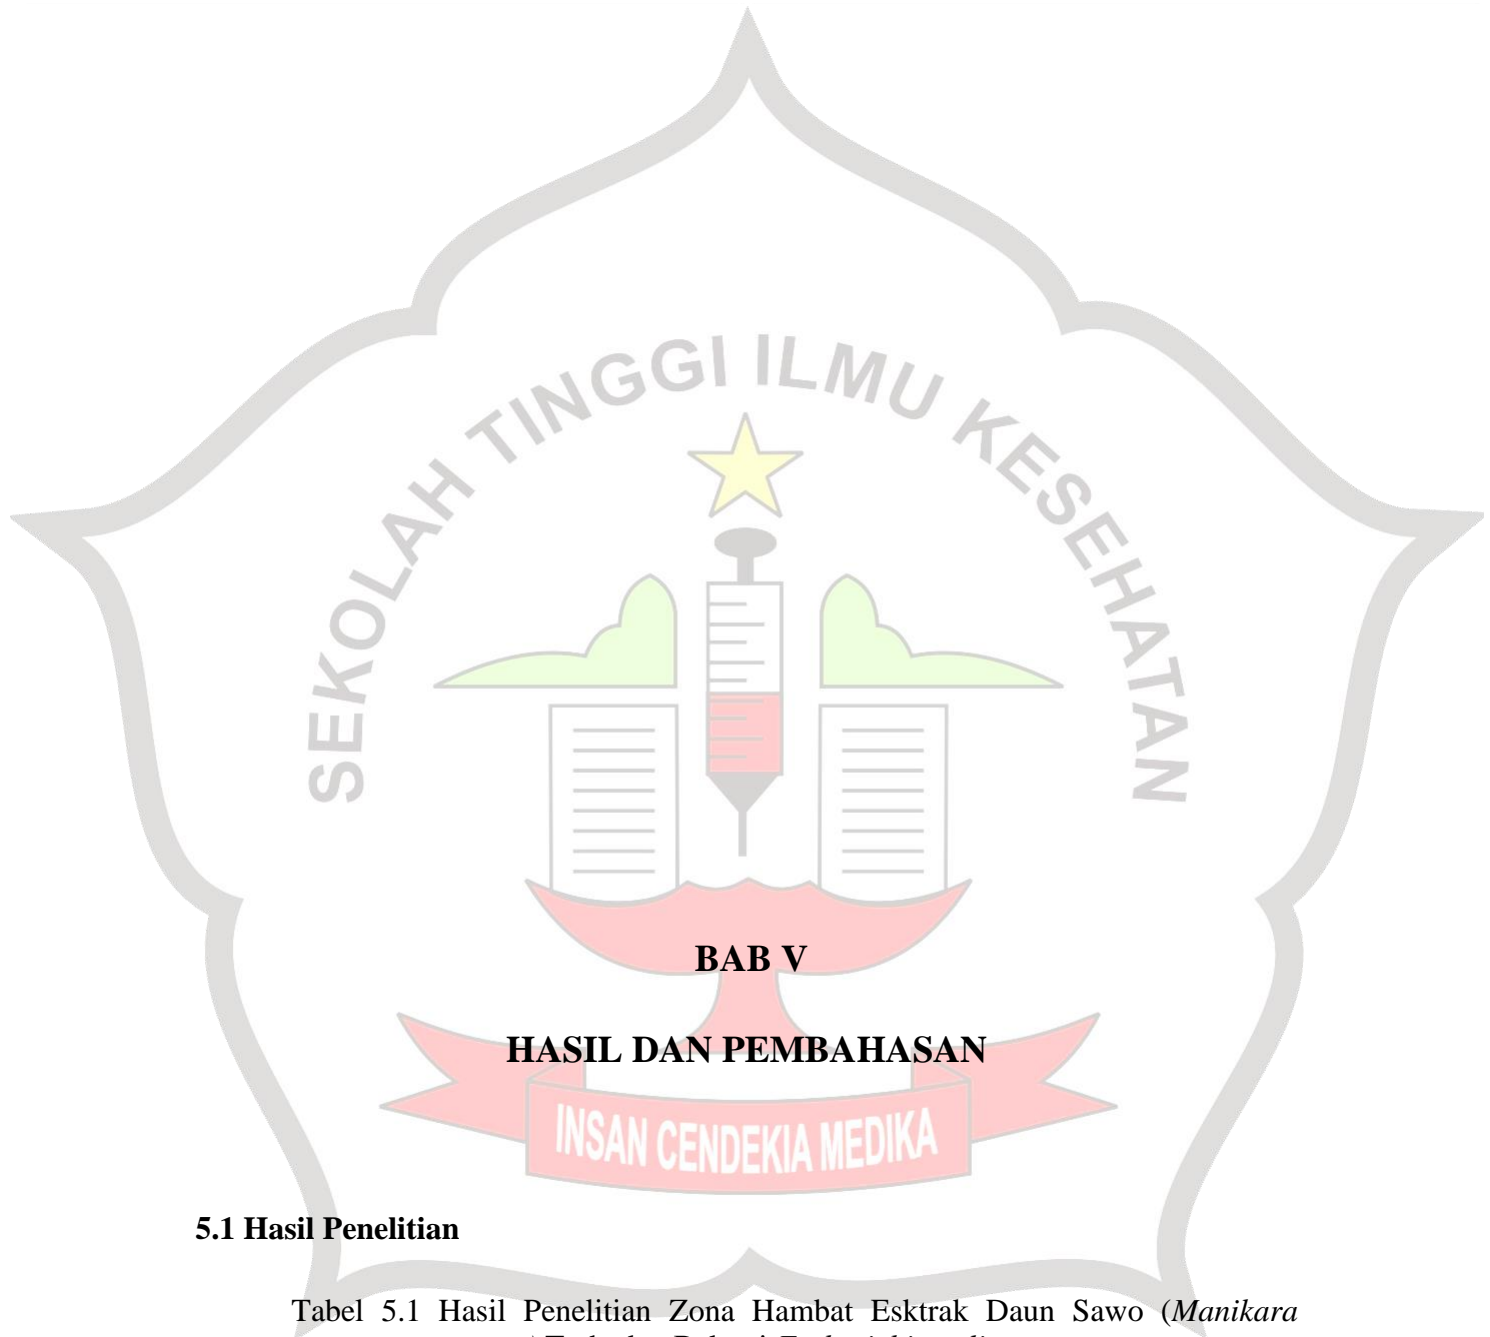 SEKOLAH TINGGI ILMU KESEHATAN
BAB V
HASIL DAN PEMBAHASAN
INSAN CENDEKIA MEDIKA
5.1 Hasil Penelitian
Tabel 5.1 Hasil Penelitian Zona Hambat Esktrak Daun Sawo (Manikara